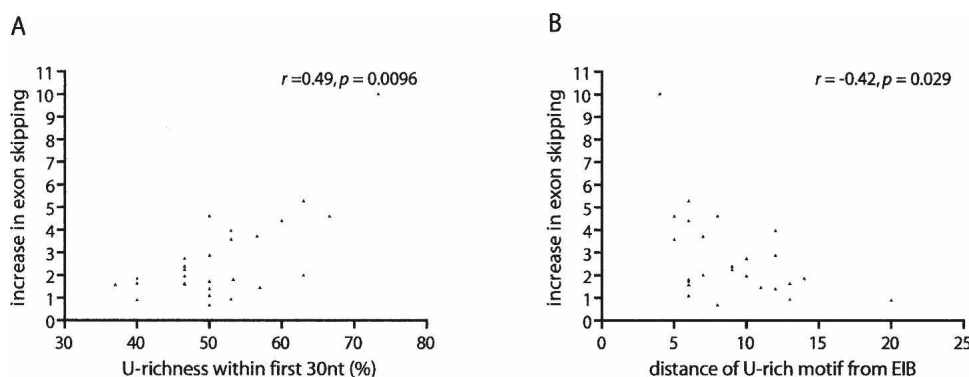 A
r=0.49, p = 0.0096
increase in exon skipping
11
10
9
8
7
6
5
4
3
2
1
0
30 40 50 60 70 80
U-richness within first 30nt (%)
B
r = -0.42, p = 0.029
increase in exon skipping
11
10
9
8
7
6
5
4
3
2
1
0
0 5 10 15 20 25
distance of U-rich motif from EIB